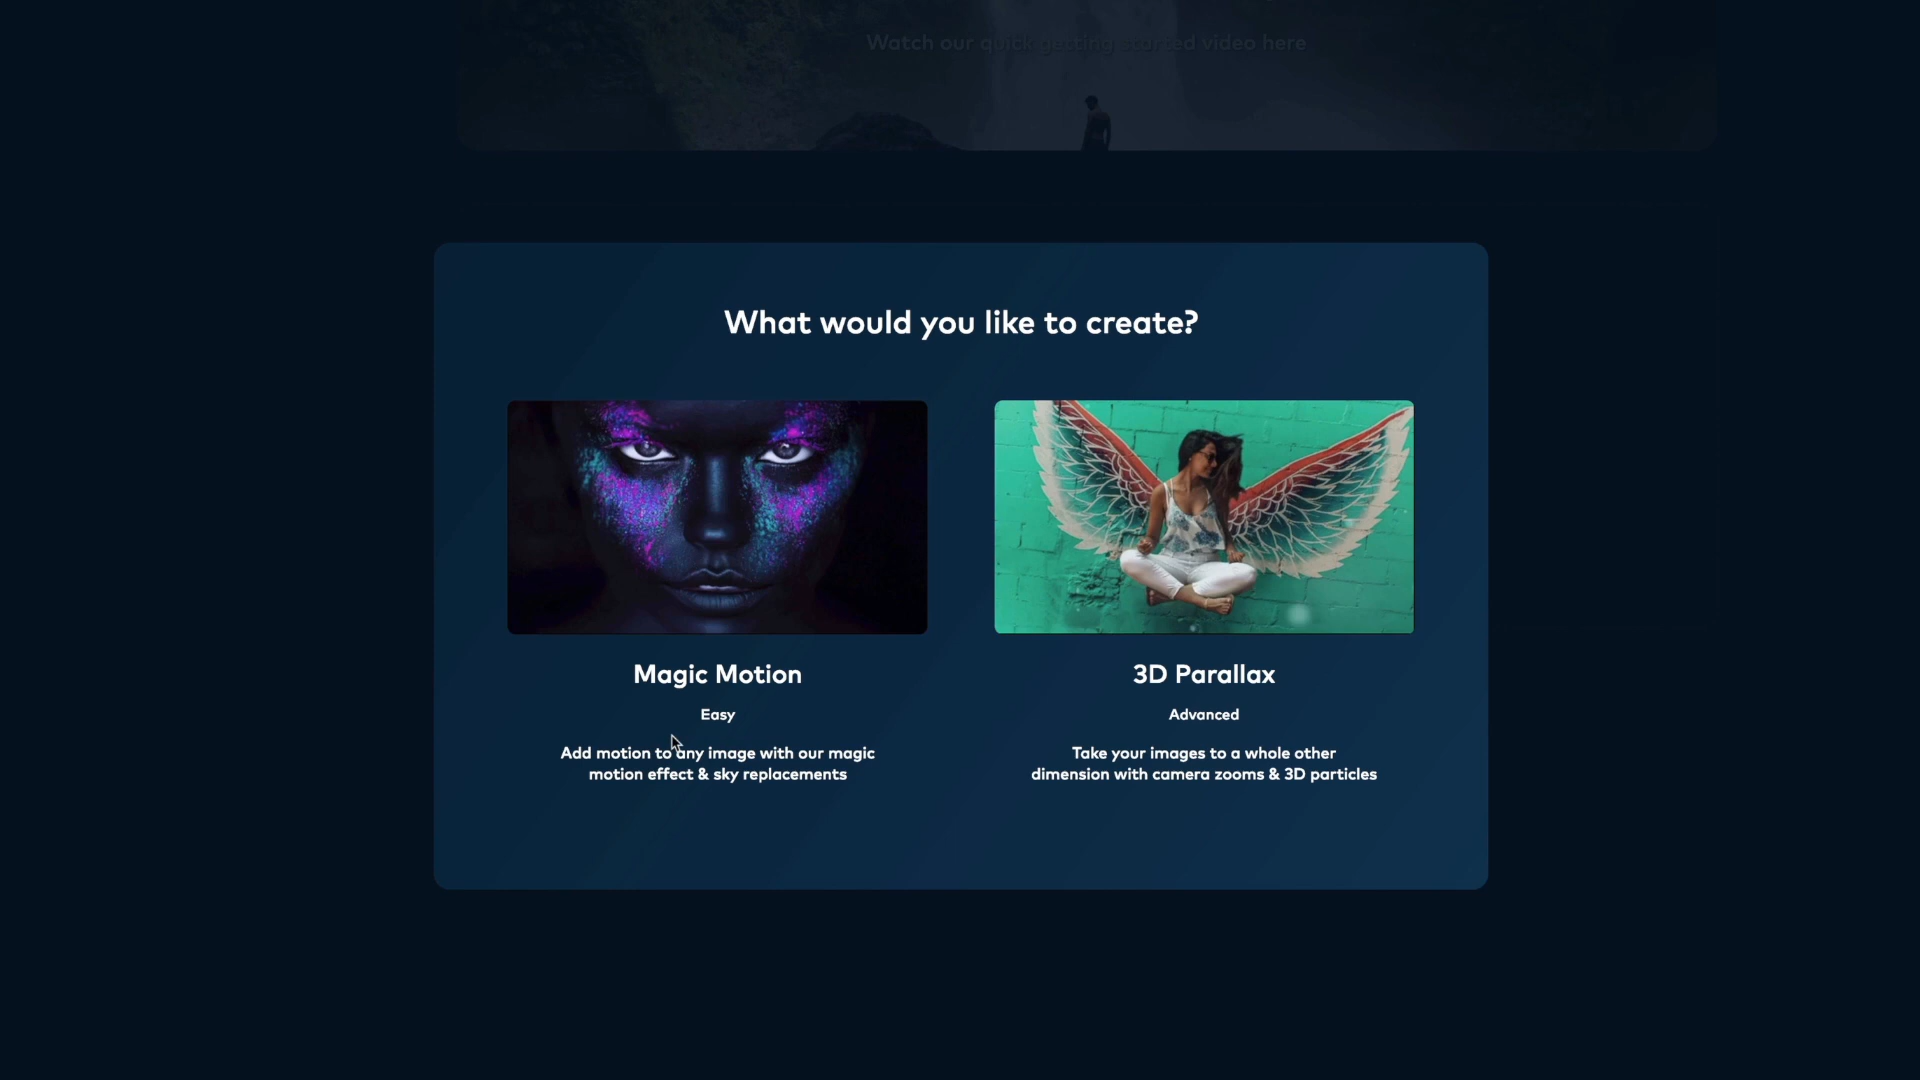 Watch our quick getting started video here
What would you like to create?
Magic Motion
Easy
Add motion to any image with our magic
motion effect & sky replacements
3D Parallax
Advanced
Take your images to a whole other
dimension with camera zooms & 3D particles